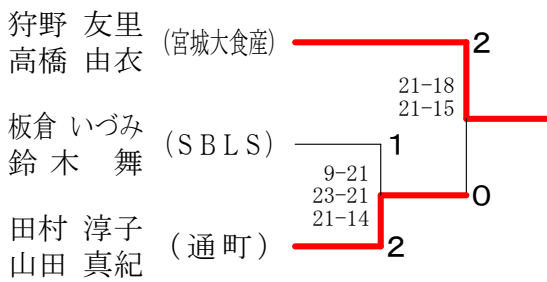 狩野 友里
高橋 由衣
(宮城大食産)
2
21-18
21-15
板倉 いづみ
鈴木 舞
(SBLS)
1
9-21
23-21
21-14
0
田村 淳子
山田 真紀
(通町)
2